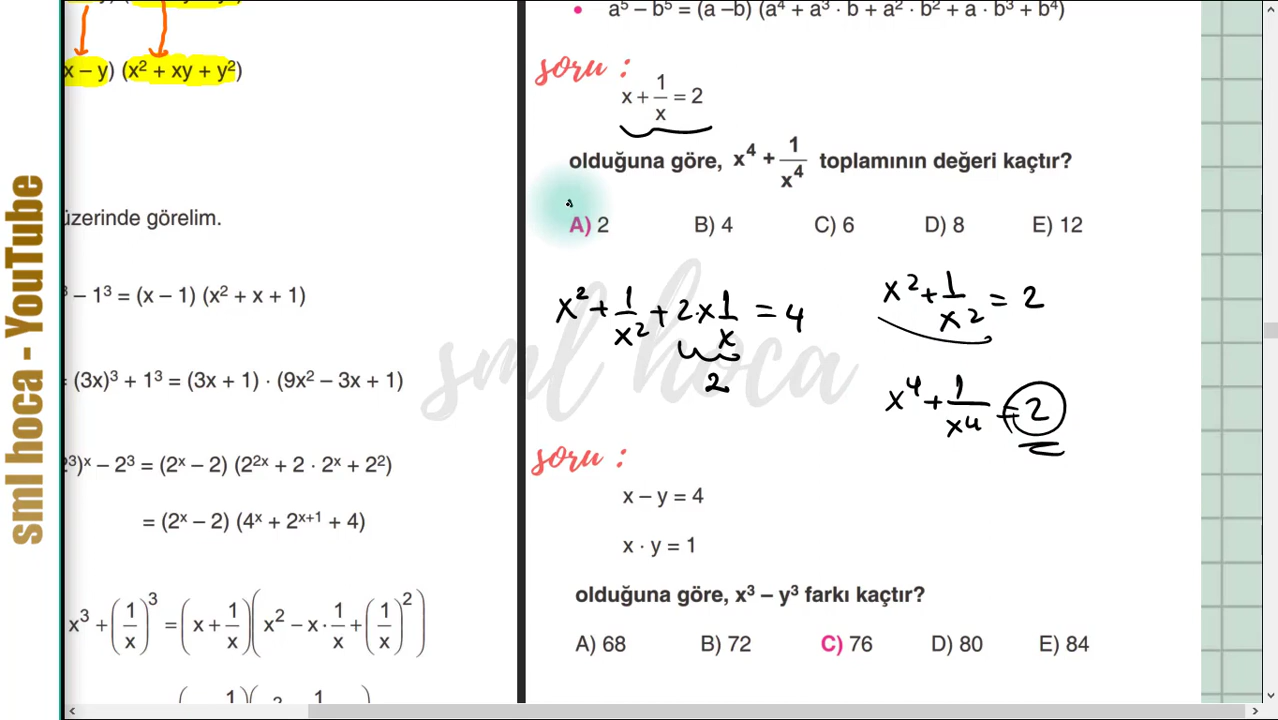 sml hoca - YouTube
x – y) (x² + xy + y²)
üzerinde görelim.
³ – 1³ = (x – 1) (x² + x + 1)
= (3x)³ + 1³ = (3x + 1) · (9x² – 3x + 1)
2³)ˣ – 2³ = (2ˣ – 2) (2²ˣ + 2 · 2ˣ + 2²)
= (2ˣ – 2) (4ˣ + 2ˣ⁺¹ + 4)
x³ + (1/x)³ = (x + 1/x)(x² – x · 1/x + (1/x)²)
• a⁵ – b⁵ = (a –b) (a⁴ + a³ · b + a² · b² + a · b³ + b⁴)
soru :
x + 1/x = 2
olduğuna göre, x⁴ + 1/x⁴ toplamının değeri kaçtır?
A) 2 B) 4 C) 6 D) 8 E) 12
x² + 1/x² + 2·x 1/x = 4
2
x² + 1/x² = 2
x⁴ + 1/x⁴ = 2
sml hoca
soru :
x – y = 4
x · y = 1
olduğuna göre, x³ – y³ farkı kaçtır?
A) 68 B) 72 C) 76 D) 80 E) 84